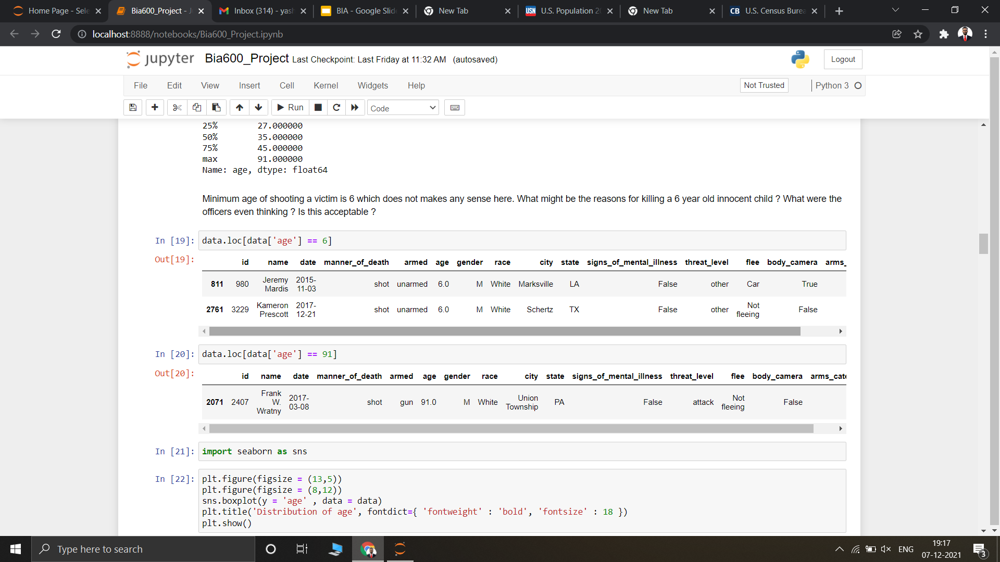 Home Page - Sele
Bia600_Project - J
Inbox (314) - yash
BIA - Google Slide
New Tab
USN U.S. Population 2
New Tab
CB U.S. Census Burea
localhost:8888/notebooks/Bia600_Project.ipynb
jupyter Bia600_Project Last Checkpoint: Last Friday at 11:32 AM (autosaved)
Logout
File Edit View Insert Cell Kernel Widgets Help
Not Trusted Python 3
Run Code
25% 27.000000
50% 35.000000
75% 45.000000
max 91.000000
Name: age, dtype: float64
Minimum age of shooting a victim is 6 which does not makes any sense here. What might be the reasons for killing a 6 year old innocent child ? What were the
officers even thinking ? Is this acceptable ?
In [19]: data.loc[data['age'] == 6]
Out[19]:
id name date manner_of_death armed age gender race city state signs_of_mental_illness threat_level flee body_camera arms_
811 980 Jeremy Mardis 2015-11-03 shot unarmed 6.0 M White Marksville LA False other Car True
2761 3229 Kameron Prescott 2017-12-21 shot unarmed 6.0 M White Schertz TX False other Not fleeing False
In [20]: data.loc[data['age'] == 91]
Out[20]:
id name date manner_of_death armed age gender race city state signs_of_mental_illness threat_level flee body_camera arms_cate
2071 2407 Frank W. Wratny 2017-03-08 shot gun 91.0 M White Union Township PA False attack Not fleeing False
In [21]: import seaborn as sns
In [22]: plt.figure(figsize = (13,5))
plt.figure(figsize = (8,12))
sns.boxplot(y = 'age' , data = data)
plt.title('Distribution of age', fontdict={ 'fontweight' : 'bold', 'fontsize' : 18 })
plt.show()
Type here to search
ENG
19:17
07-12-2021
3